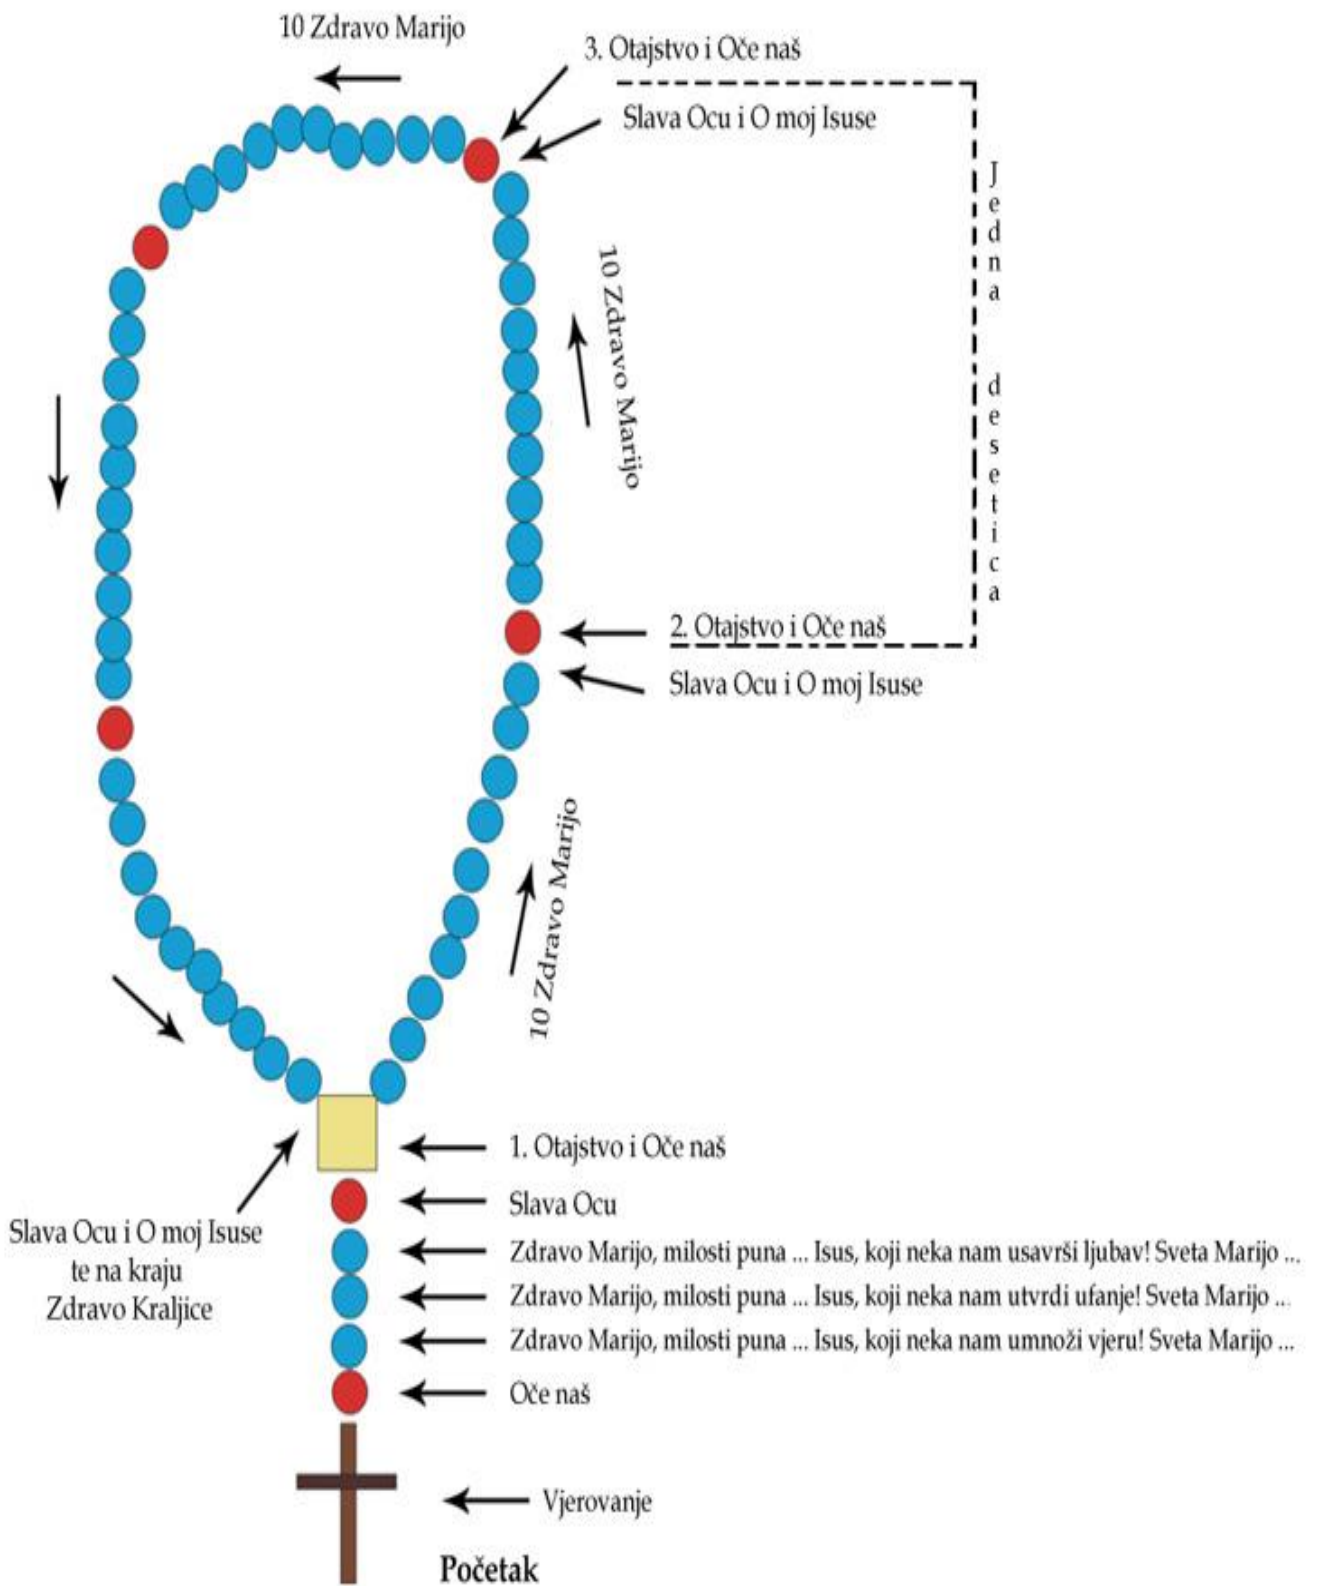 10 Zdravo Marijo
3. Otajstvo i Oče naš
Slava Ocu i O moj Isuse
Jedna desetica
10 Zdravo Marijo
2. Otajstvo i Oče naš
Slava Ocu i O moj Isuse
10 Zdravo Marijo
1. Otajstvo i Oče naš
Slava Ocu
Slava Ocu i O moj Isuse
te na kraju
Zdravo Kraljice
Zdravo Marijo, milosti puna ... Isus, koji neka nam usavrši ljubav! Sveta Marijo ...
Zdravo Marijo, milosti puna ... Isus, koji neka nam utvrdi ufanje! Sveta Marijo ...
Zdravo Marijo, milosti puna ... Isus, koji neka nam umnoži vjeru! Sveta Marijo ...
Oče naš
Vjerovanje
Početak